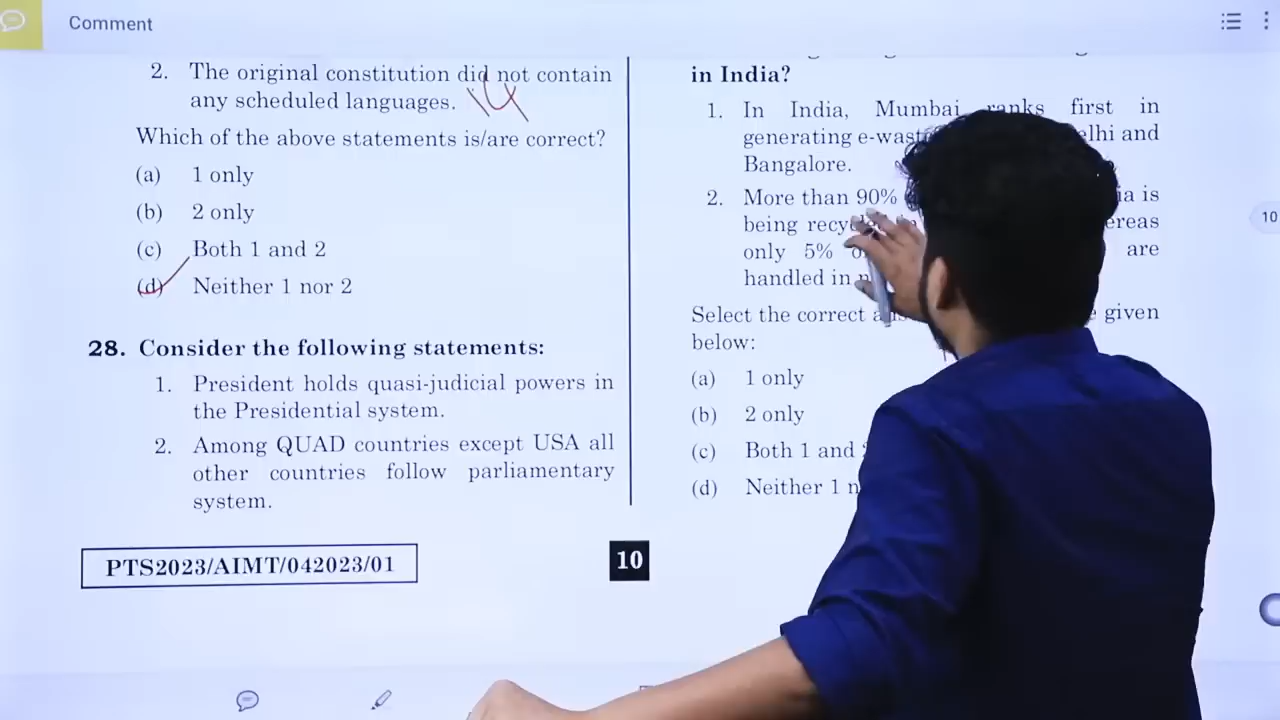 Comment
2. The original constitution did not contain
any scheduled languages.
Which of the above statements is/are correct?
(a) 1 only
(b) 2 only
(c) Both 1 and 2
(d) Neither 1 nor 2
28. Consider the following statements:
1. President holds quasi-judicial powers in
the Presidential system.
2. Among QUAD countries except USA all
other countries follow parliamentary
system.
PTS2023/AIMT/042023/01
10
in India?
1. In India, Mumbai ranks first in
generating e-wast elhi and
Bangalore.
2. More than 90% ia is
being recy ereas
only 5% are
handled in
Select the correct given
below:
(a) 1 only
(b) 2 only
(c) Both 1 and
(d) Neither 1 n
10